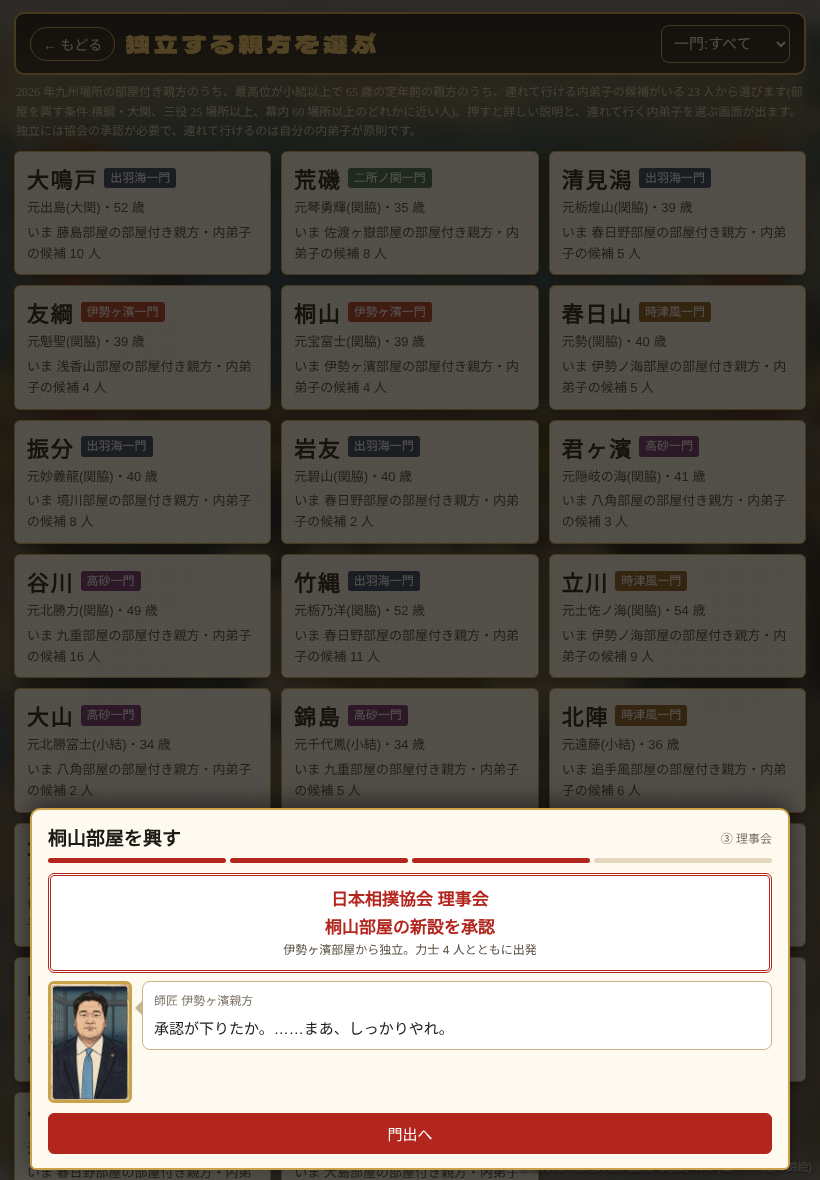 ← もどる
独立する親方を選ぶ
一門:すべて
2026 年九州場所の部屋付き親方のうち、最高位が小結以上で 65 歳の定年前の親方のうち、連れて行ける内弟子の候補がいる 23 人から選びます(部
屋を興す条件:横綱・大関、三役 25 場所以上、幕内 60 場所以上のどれかに近い人)。押すと詳しい説明と、連れて行く内弟子を選ぶ画面が出ます。
独立には協会の承認が必要で、連れて行けるのは自分の内弟子が原則です。
大鳴戸 出羽海一門
元出島(大関)・52 歳
いま 藤島部屋の部屋付き親方・内弟子
の候補 10 人
荒磯 二所ノ関一門
元琴勇輝(関脇)・35 歳
いま 佐渡ヶ嶽部屋の部屋付き親方・内
弟子の候補 8 人
清見潟 出羽海一門
元栃煌山(関脇)・39 歳
いま 春日野部屋の部屋付き親方・内弟
子の候補 5 人
友綱 伊勢ヶ濱一門
元魁聖(関脇)・39 歳
いま 浅香山部屋の部屋付き親方・内弟
子の候補 4 人
桐山 伊勢ヶ濱一門
元宝富士(関脇)・39 歳
いま 伊勢ヶ濱部屋の部屋付き親方・内
弟子の候補 4 人
春日山 時津風一門
元勢(関脇)・40 歳
いま 伊勢ノ海部屋の部屋付き親方・内
弟子の候補 5 人
振分 出羽海一門
元妙義龍(関脇)・40 歳
いま 境川部屋の部屋付き親方・内弟子
の候補 8 人
岩友 出羽海一門
元碧山(関脇)・40 歳
いま 春日野部屋の部屋付き親方・内弟
子の候補 2 人
君ヶ濱 高砂一門
元隠岐の海(関脇)・41 歳
いま 八角部屋の部屋付き親方・内弟子
の候補 3 人
谷川 高砂一門
元北勝力(関脇)・49 歳
いま 九重部屋の部屋付き親方・内弟子
の候補 16 人
竹縄 出羽海一門
元栃乃洋(関脇)・52 歳
いま 春日野部屋の部屋付き親方・内弟
子の候補 11 人
立川 時津風一門
元土佐ノ海(関脇)・54 歳
いま 伊勢ノ海部屋の部屋付き親方・内
弟子の候補 9 人
大山 高砂一門
元北勝富士(小結)・34 歳
いま 八角部屋の部屋付き親方・内弟子
の候補 2 人
錦島 高砂一門
元千代鳳(小結)・34 歳
いま 九重部屋の部屋付き親方・内弟子
の候補 5 人
北陣 時津風一門
元遠藤(小結)・36 歳
いま 追手風部屋の部屋付き親方・内弟
子の候補 6 人
桐山部屋を興す
③ 理事会
日本相撲協会 理事会
桐山部屋の新設を承認
伊勢ヶ濱部屋から独立。力士 4 人とともに出発
師匠 伊勢ヶ濱親方
承認が下りたか。……まあ、しっかりやれ。
門出へ